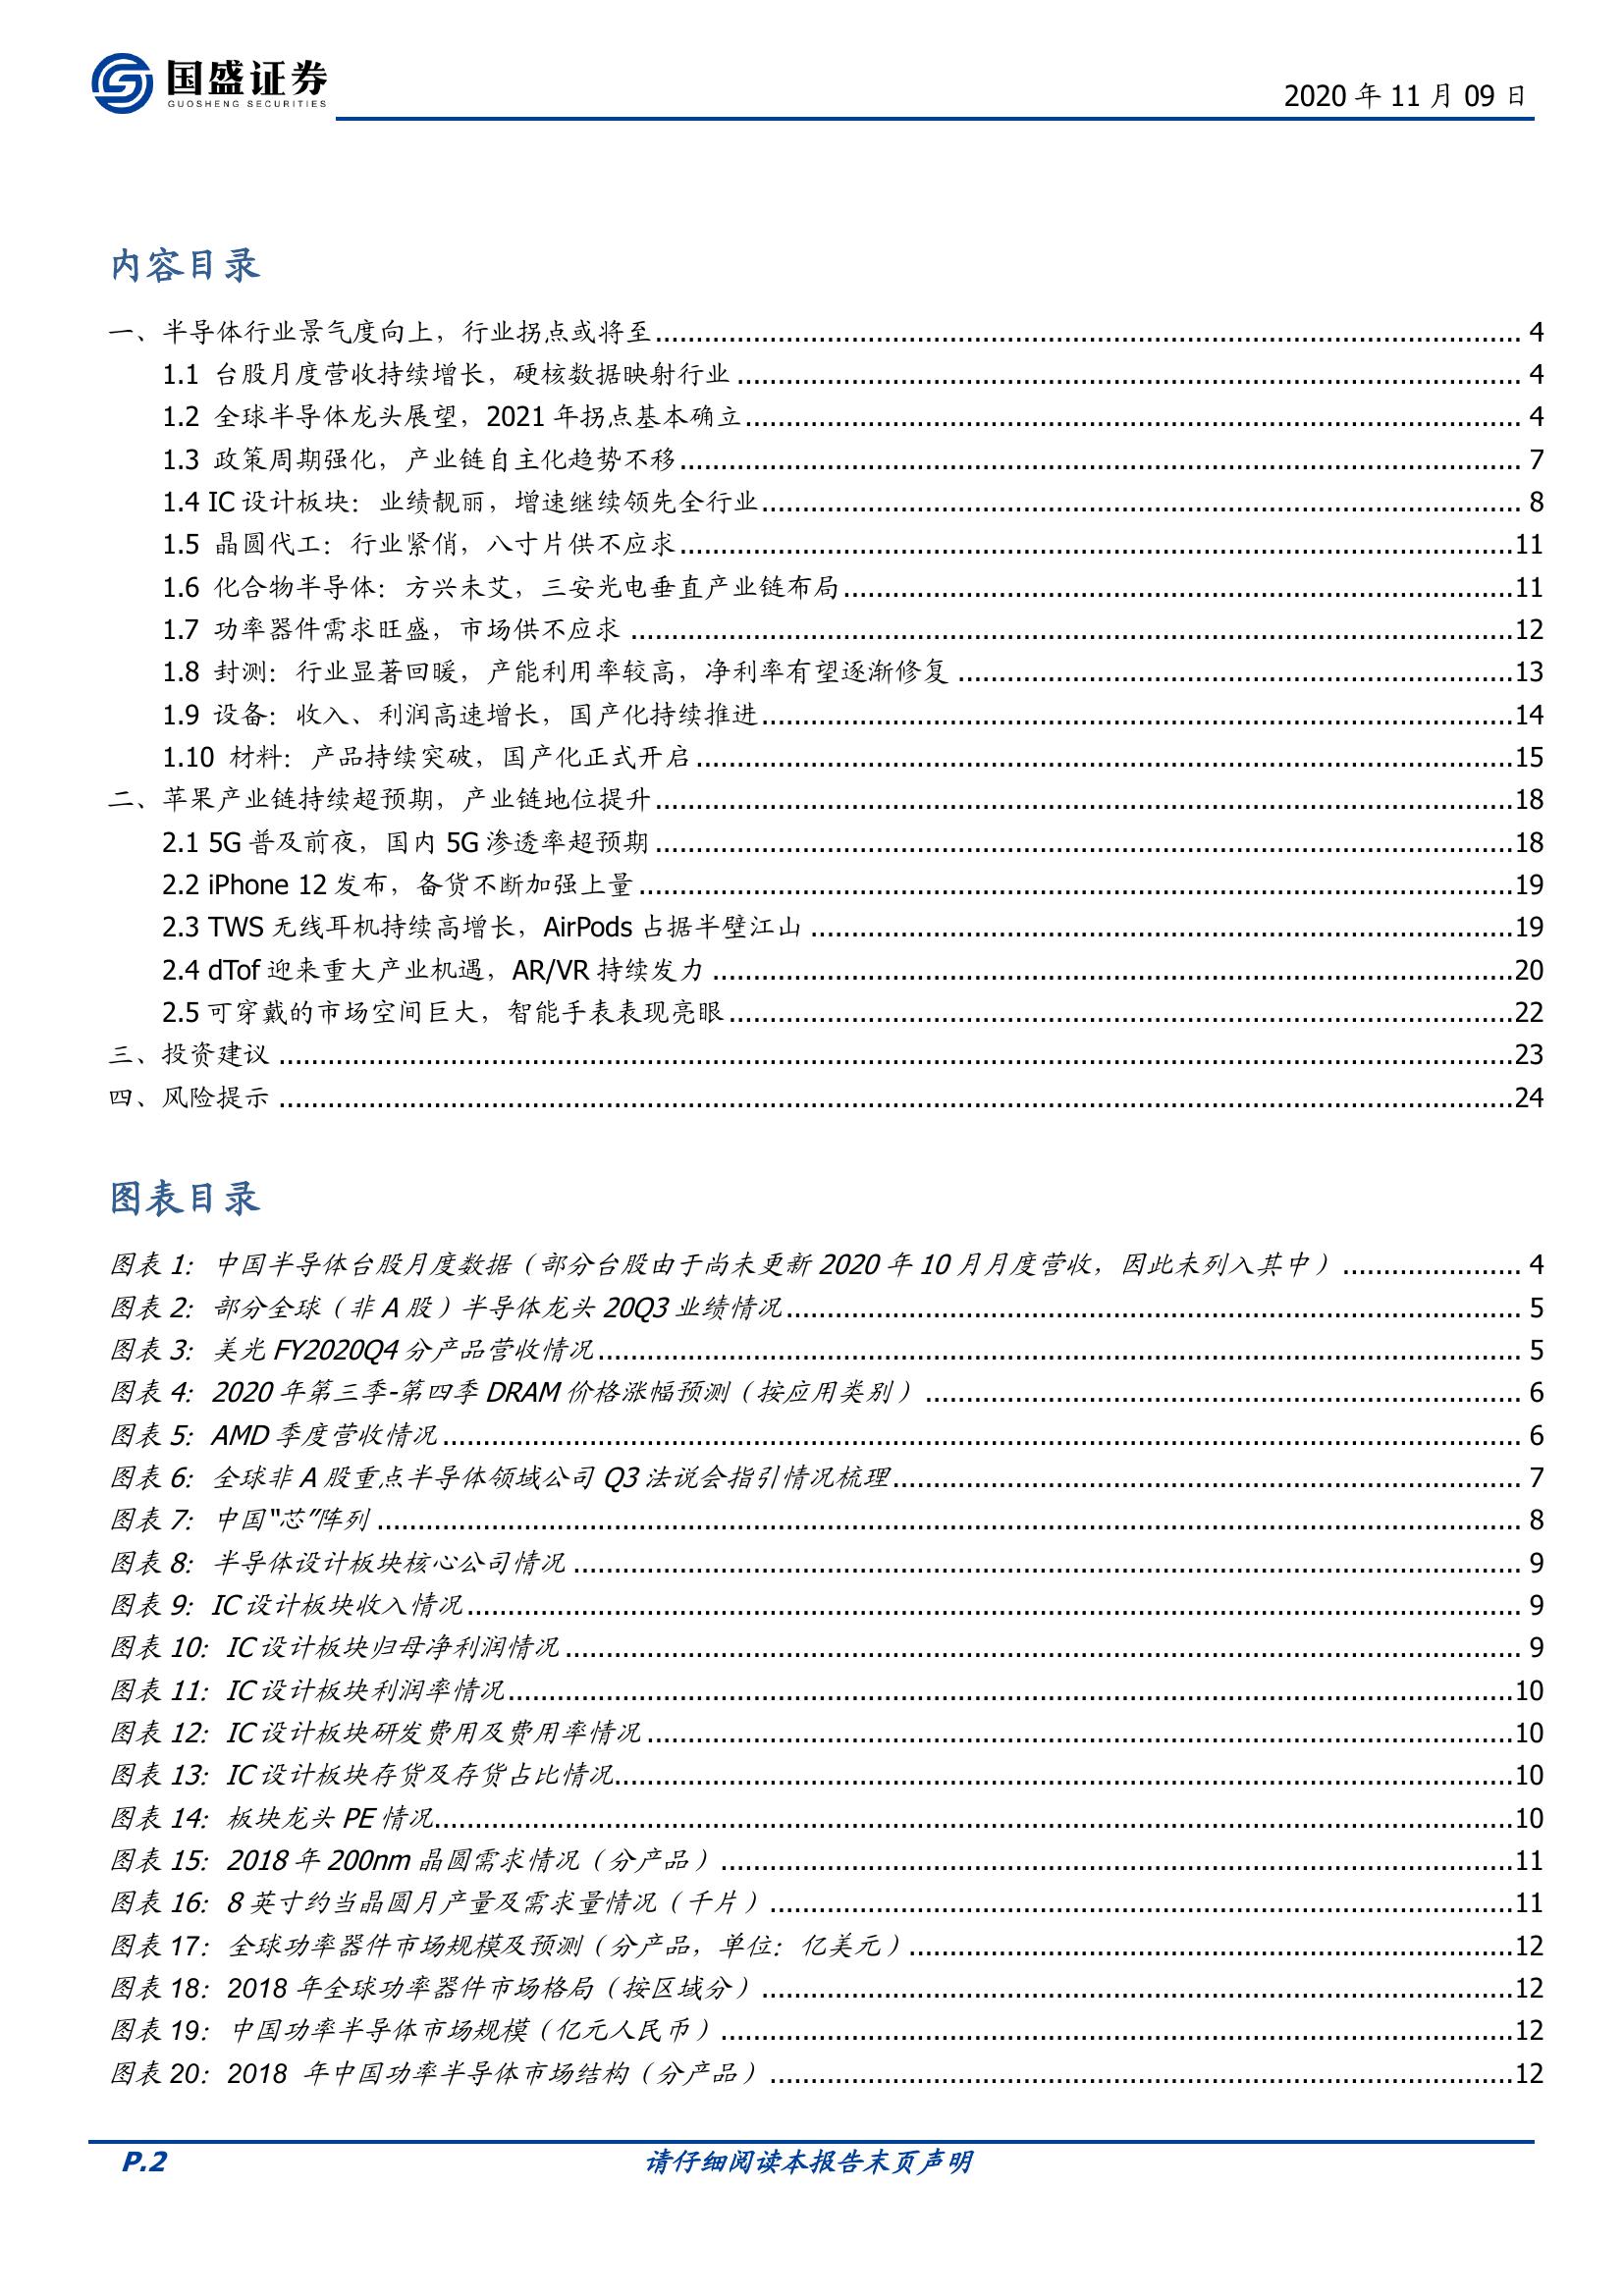 国盛证券
GUOSHENG SECURITIES
2020 年 11 月 09 日
内容目录
一、半导体行业景气度向上，行业拐点或将至 4
1.1 台股月度营收持续增长，硬核数据映射行业 4
1.2 全球半导体龙头展望，2021 年拐点基本确立 4
1.3 政策周期强化，产业链自主化趋势不移 7
1.4 IC 设计板块：业绩靓丽，增速继续领先全行业 8
1.5 晶圆代工：行业紧俏，八寸片供不应求 11
1.6 化合物半导体：方兴未艾，三安光电垂直产业链布局 11
1.7 功率器件需求旺盛，市场供不应求 12
1.8 封测：行业显著回暖，产能利用率较高，净利率有望逐渐修复 13
1.9 设备：收入、利润高速增长，国产化持续推进 14
1.10 材料：产品持续突破，国产化正式开启 15
二、苹果产业链持续超预期，产业链地位提升 18
2.1 5G 普及前夜，国内 5G 渗透率超预期 18
2.2 iPhone 12 发布，备货不断加强上量 19
2.3 TWS 无线耳机持续高增长，AirPods 占据半壁江山 19
2.4 dTof 迎来重大产业机遇，AR/VR 持续发力 20
2.5 可穿戴的市场空间巨大，智能手表表现亮眼 22
三、投资建议 23
四、风险提示 24
图表目录
图表 1：中国半导体台股月度数据（部分台股由于尚未更新 2020 年 10 月月度营收，因此未列入其中） 4
图表 2：部分全球（非 A 股）半导体龙头 20Q3 业绩情况 5
图表 3：美光 FY2020Q4 分产品营收情况 5
图表 4：2020 年第三季-第四季 DRAM 价格涨幅预测（按应用类别） 6
图表 5：AMD 季度营收情况 6
图表 6：全球非 A 股重点半导体领域公司 Q3 法说会指引情况梳理 7
图表 7：中国“芯”阵列 8
图表 8：半导体设计板块核心公司情况 9
图表 9：IC 设计板块收入情况 9
图表 10：IC 设计板块归母净利润情况 9
图表 11：IC 设计板块利润率情况 10
图表 12：IC 设计板块研发费用及费用率情况 10
图表 13：IC 设计板块存货及存货占比情况 10
图表 14：板块龙头 PE 情况 10
图表 15：2018 年 200nm 晶圆需求情况（分产品） 11
图表 16：8 英寸约当晶圆月产量及需求量情况（千片） 11
图表 17：全球功率器件市场规模及预测（分产品，单位：亿美元） 12
图表 18：2018 年全球功率器件市场格局（按区域分） 12
图表 19：中国功率半导体市场规模（亿元人民币） 12
图表 20：2018 年中国功率半导体市场结构（分产品） 12
P.2
请仔细阅读本报告末页声明